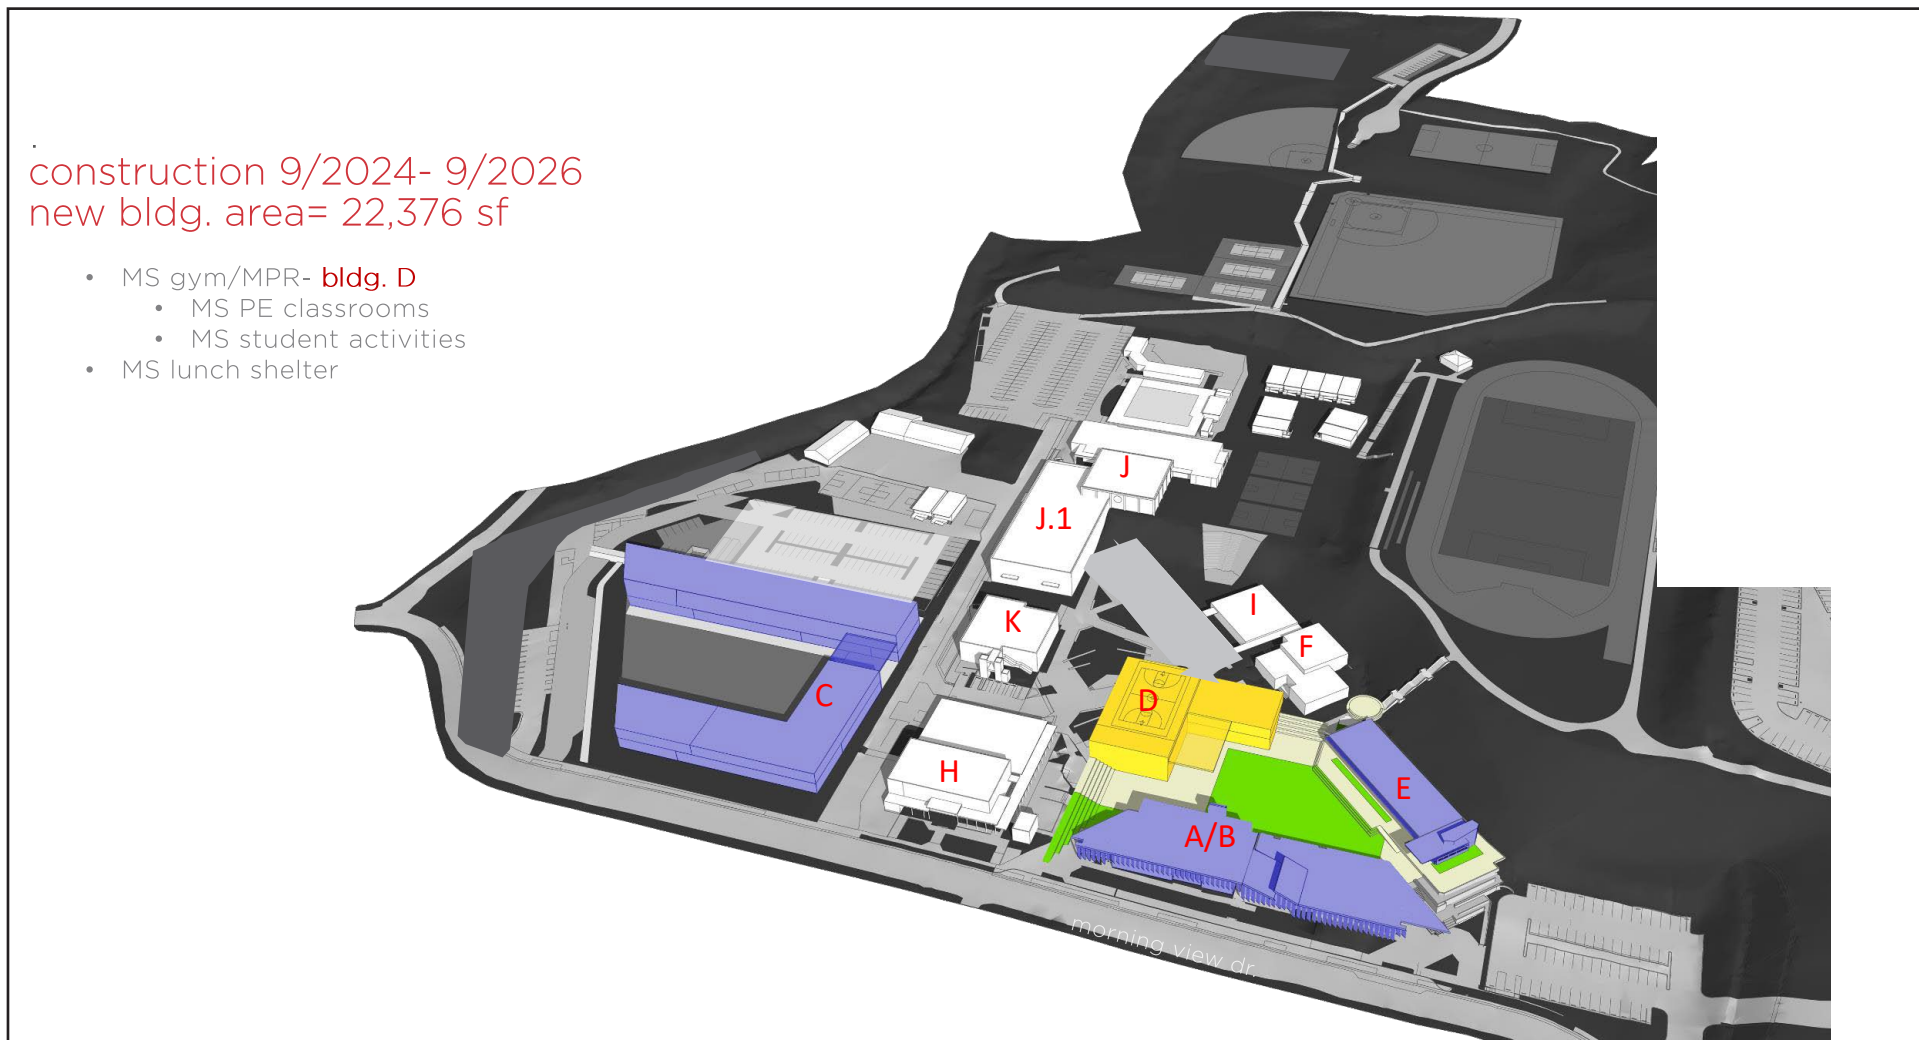 construction 9/2024- 9/2026
new bldg. area= 22,376 sf
• MS gym/MPR- bldg. D
• MS PE classrooms
• MS student activities
• MS lunch shelter
J
J.1
I
K
F
C
D
H
E
A/B
morning view dr.